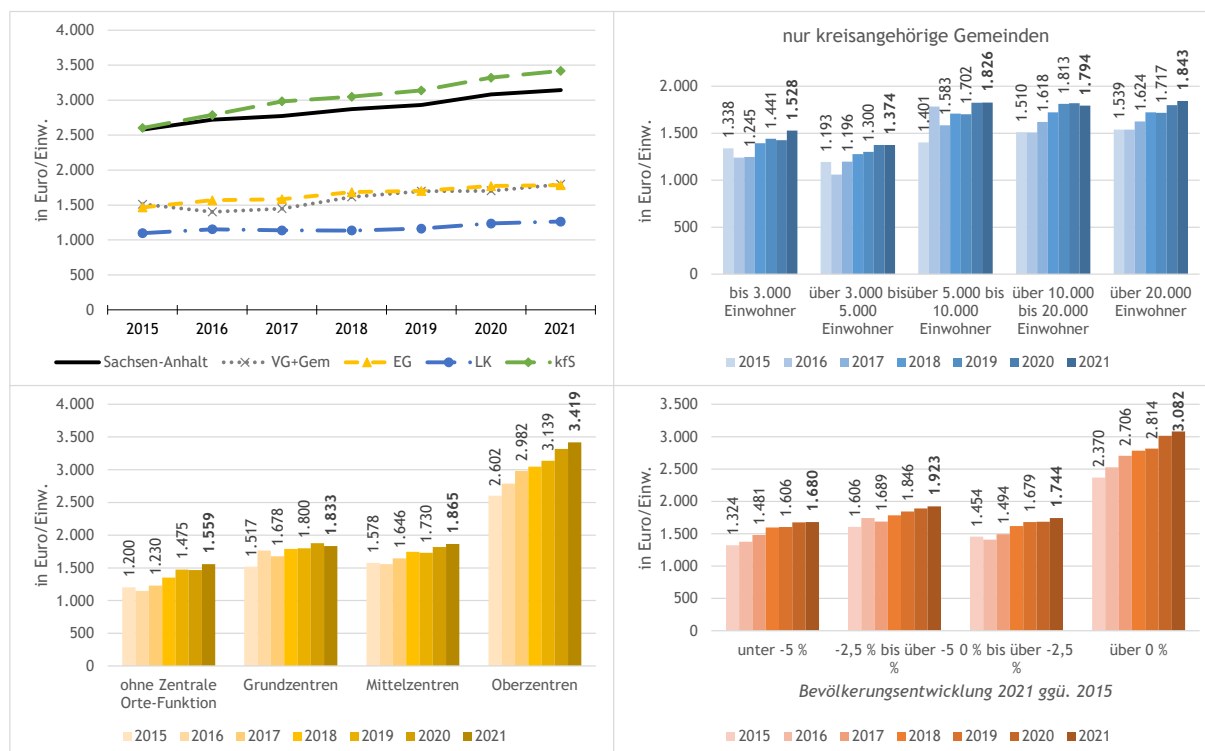 4.000
3.500
3.000
2.500
2.000
1.500
1.000
500
0
in Euro/Einw.
2015 2016 2017 2018 2019 2020 2021
Sachsen-Anhalt VG+Gem EG LK kfS
nur kreisangehörige Gemeinden
2.000
1.500
1.000
500
0
in Euro/Einw.
1.338 1.245 1.441 1.528
1.193 1.196 1.300 1.374
1.401 1.583 1.702 1.826
1.510 1.618 1.813 1.794
1.539 1.624 1.717 1.843
bis 3.000
Einwohner
über 3.000 bis
5.000
Einwohner
über 5.000 bis
10.000
Einwohner
über 10.000
bis 20.000
Einwohner
über 20.000
Einwohner
2015 2016 2017 2018 2019 2020 2021
4.000
3.500
3.000
2.500
2.000
1.500
1.000
500
0
in Euro/Einw.
1.200 1.230 1.475 1.559
1.517 1.678 1.800 1.833
1.578 1.646 1.730 1.865
2.602 2.982 3.139 3.419
ohne Zentrale
Orte-Funktion
Grundzentren
Mittelzentren
Oberzentren
2015 2016 2017 2018 2019 2020 2021
3.500
3.000
2.500
2.000
1.500
1.000
500
0
in Euro/Einw.
1.324 1.481 1.606 1.680
1.606 1.689 1.846 1.923
1.454 1.494 1.679 1.744
2.370 2.706 2.814 3.082
unter -5 %
-2,5 % bis über -5
%
0 % bis über -2,5
%
über 0 %
Bevölkerungsentwicklung 2021 ggü. 2015
2015 2016 2017 2018 2019 2020 2021